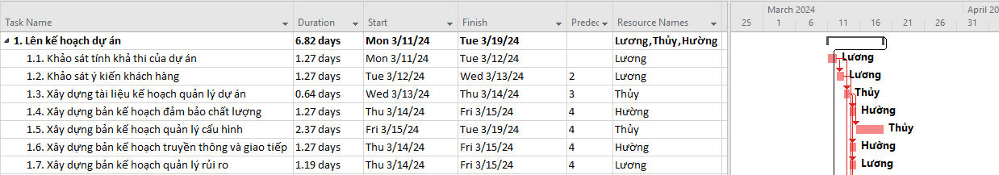 March 2024 April 20
Task Name Duration Start Finish Predec Resource Names 25 1 6 11 16 21 26 31
1. Lên kế hoạch dự án 6.82 days Mon 3/11/24 Tue 3/19/24 Lương,Thủy,Hường
1.1. Khảo sát tính khả thi của dự án 1.27 days Mon 3/11/24 Tue 3/12/24 Lương Lương
1.2. Khảo sát ý kiến khách hàng 1.27 days Tue 3/12/24 Wed 3/13/24 2 Lương Lương
1.3. Xây dựng tài liệu kế hoạch quản lý dự án 0.64 days Wed 3/13/24 Thu 3/14/24 3 Thủy Thủy
1.4. Xây dựng bản kế hoạch đảm bảo chất lượng 1.27 days Thu 3/14/24 Fri 3/15/24 4 Hường Hường
1.5. Xây dựng bản kế hoạch quản lý cấu hình 2.37 days Fri 3/15/24 Tue 3/19/24 4 Thủy Thủy
1.6. Xây dựng bản kế hoạch truyền thông và giao tiếp 1.27 days Thu 3/14/24 Fri 3/15/24 4 Hường Hường
1.7. Xây dựng bản kế hoạch quản lý rủi ro 1.19 days Thu 3/14/24 Fri 3/15/24 4 Lương Lương